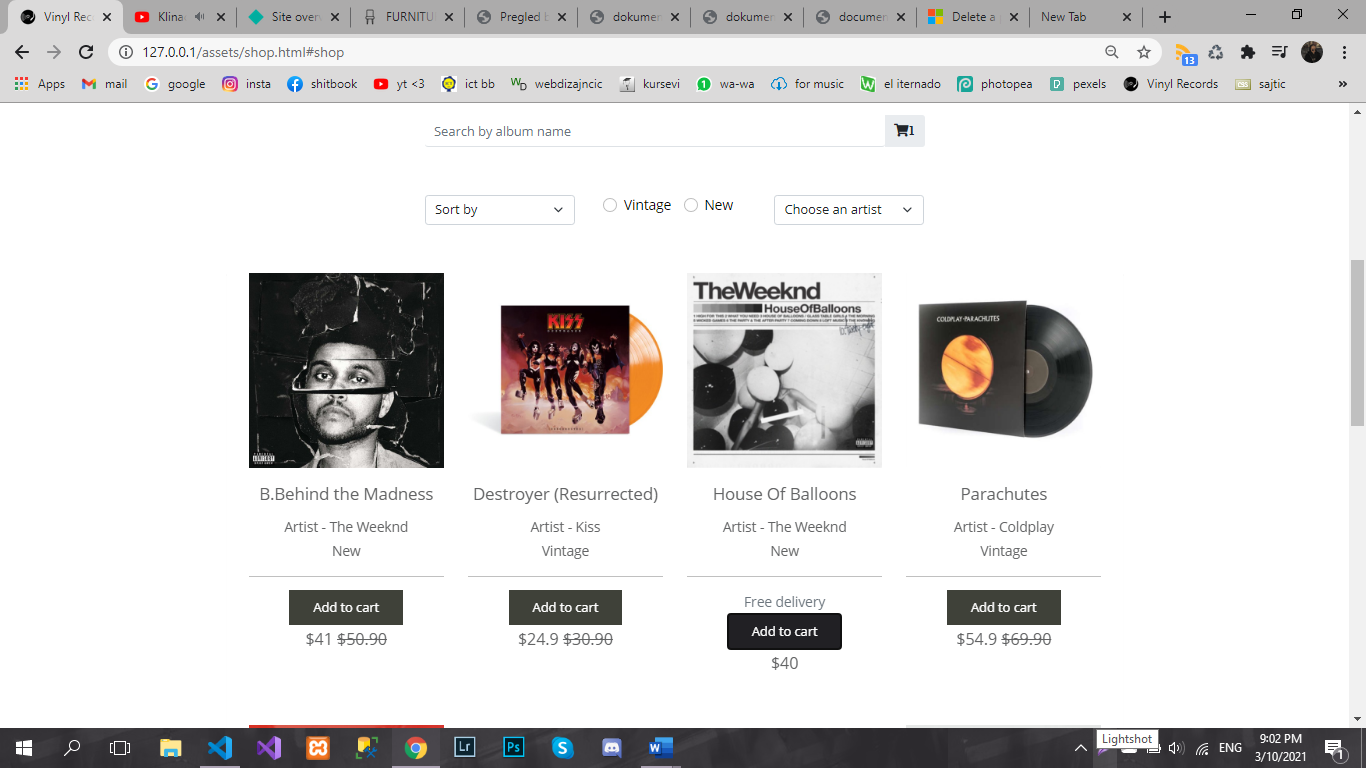 Vinyl Rec
Klina
Site over
FURNITU
Pregled b
dokumen
dokumen
documen
Delete a
New Tab
127.0.0.1/assets/shop.html#shop
13
Apps
mail
google
insta
shitbook
yt <3
ict bb
webdizajncic
kursevi
wa-wa
for music
el iternado
photopea
pexels
Vinyl Records
sajtic
»
Search by album name
1
Sort by
Vintage
New
Choose an artist
KISS
TheWeeknd
HouseOfBalloons
COLDPLAY·PARACHUTES
B.Behind the Madness
Destroyer (Resurrected)
House Of Balloons
Parachutes
Artist - The Weeknd
Artist - Kiss
Artist - The Weeknd
Artist - Coldplay
New
Vintage
New
Vintage
Add to cart
Add to cart
Free delivery
Add to cart
Add to cart
$41 $50.90
$24.9 $30.90
$40
$54.9 $69.90
Lightshot
Lr
Ps
ENG
9:02 PM
3/10/2021
1